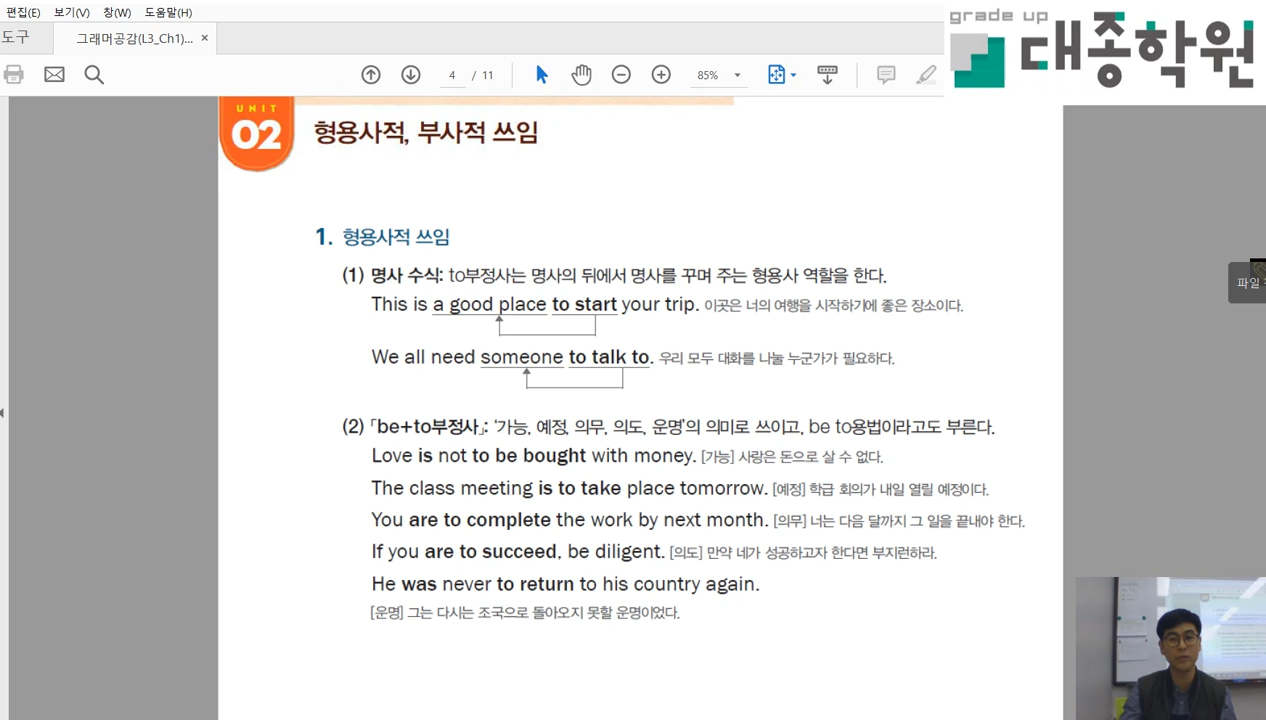 편집(E) 보기(V) 창(W) 도움말(H)
도구 그래머공감(L3_Ch1)... ×
4 / 11 85%
grade up
대종학원
UNIT
02 형용사적, 부사적 쓰임
1. 형용사적 쓰임
(1) 명사 수식: to부정사는 명사의 뒤에서 명사를 꾸며 주는 형용사 역할을 한다.
This is a good place to start your trip. 이곳은 너의 여행을 시작하기에 좋은 장소이다.
파일
We all need someone to talk to. 우리 모두 대화를 나눌 누군가가 필요하다.
(2) 「be+to부정사」: ‘가능, 예정, 의무, 의도, 운명’의 의미로 쓰이고, be to용법이라고도 부른다.
Love is not to be bought with money. [가능] 사랑은 돈으로 살 수 없다.
The class meeting is to take place tomorrow. [예정] 학급 회의가 내일 열릴 예정이다.
You are to complete the work by next month. [의무] 너는 다음 달까지 그 일을 끝내야 한다.
If you are to succeed, be diligent. [의도] 만약 네가 성공하고자 한다면 부지런하라.
He was never to return to his country again.
[운명] 그는 다시는 조국으로 돌아오지 못할 운명이었다.